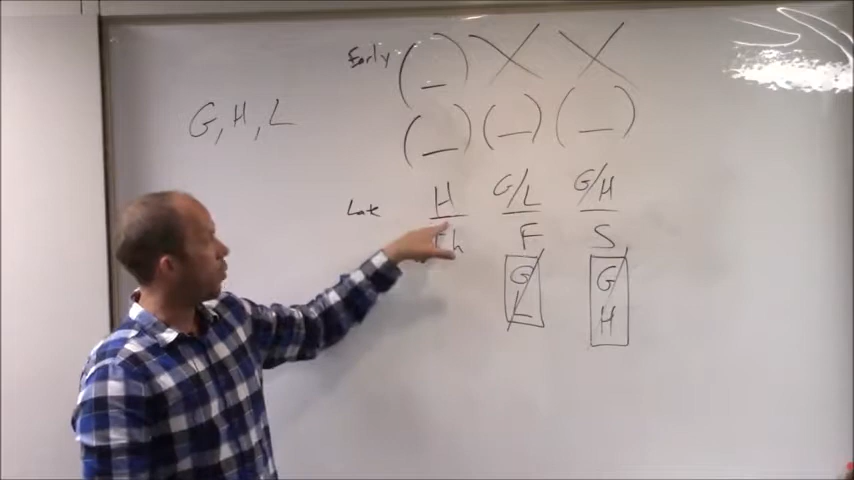 Early ( _ X X
G, H, L
( _ ) ( _ ) ( _ )
Late H G/L G/H
Th F S
G G
L H